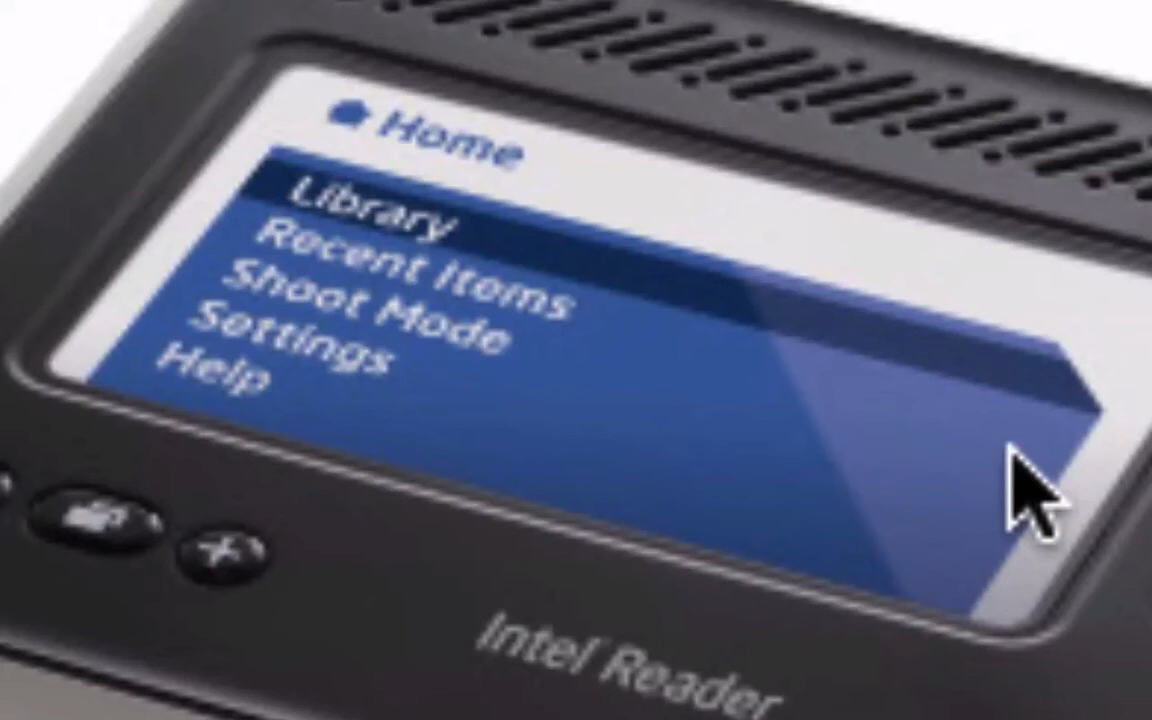 Home
Library
Recent Items
Shoot Mode
Settings
Help
Intel Reader